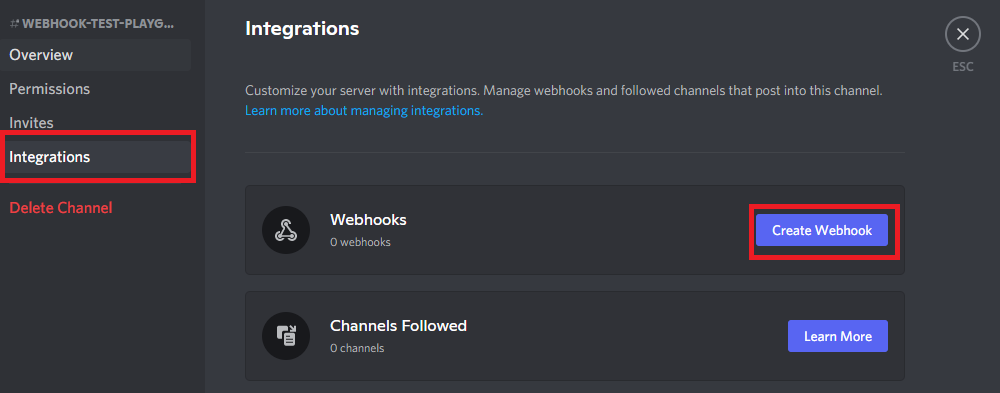 # WEBHOOK-TEST-PLAYG...
Overview
Permissions
Invites
Integrations
Delete Channel
Integrations
ESC
Customize your server with integrations. Manage webhooks and followed channels that post into this channel.
Learn more about managing integrations.
Webhooks
0 webhooks
Create Webhook
Channels Followed
0 channels
Learn More